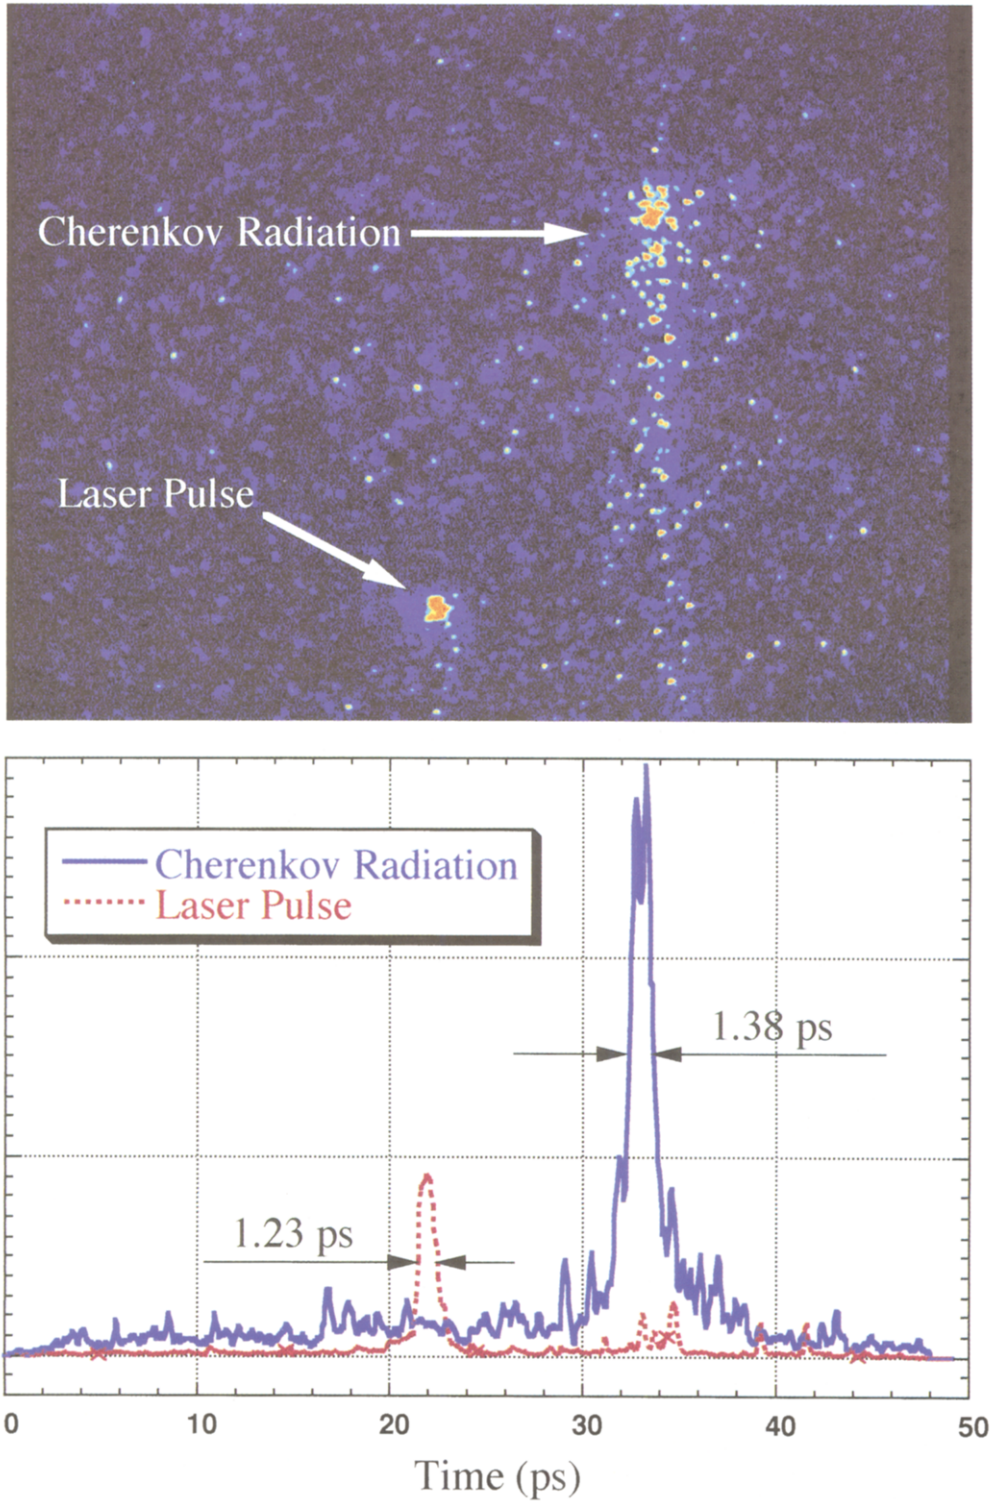 Cherenkov Radiation
Laser Pulse
Cherenkov Radiation
Laser Pulse
1.38 ps
1.23 ps
0 10 20 30 40 50
Time (ps)